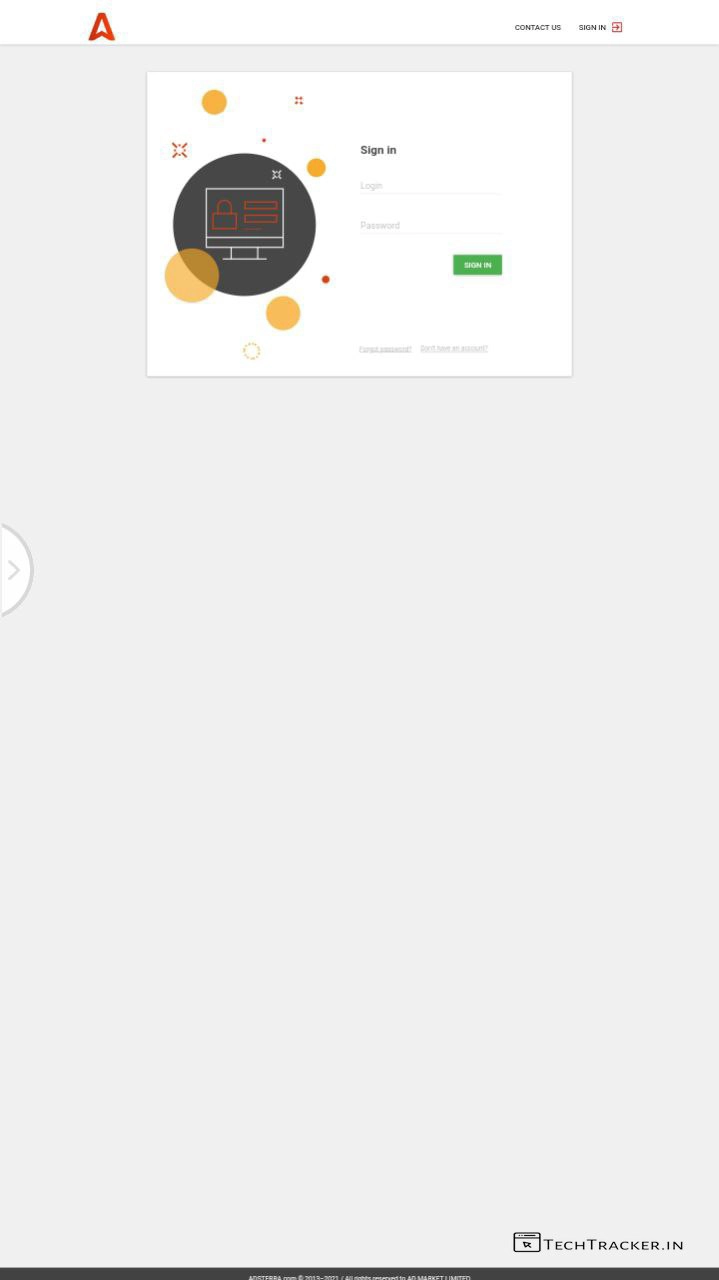 CONTACT US
SIGN IN
Sign in
Login
Password
SIGN IN
Forgot password?
Don't have an account?
TECHTRACKER.IN
ADSTERRA.com © 2013–2021 / All rights reserved to AD MARKET LIMITED